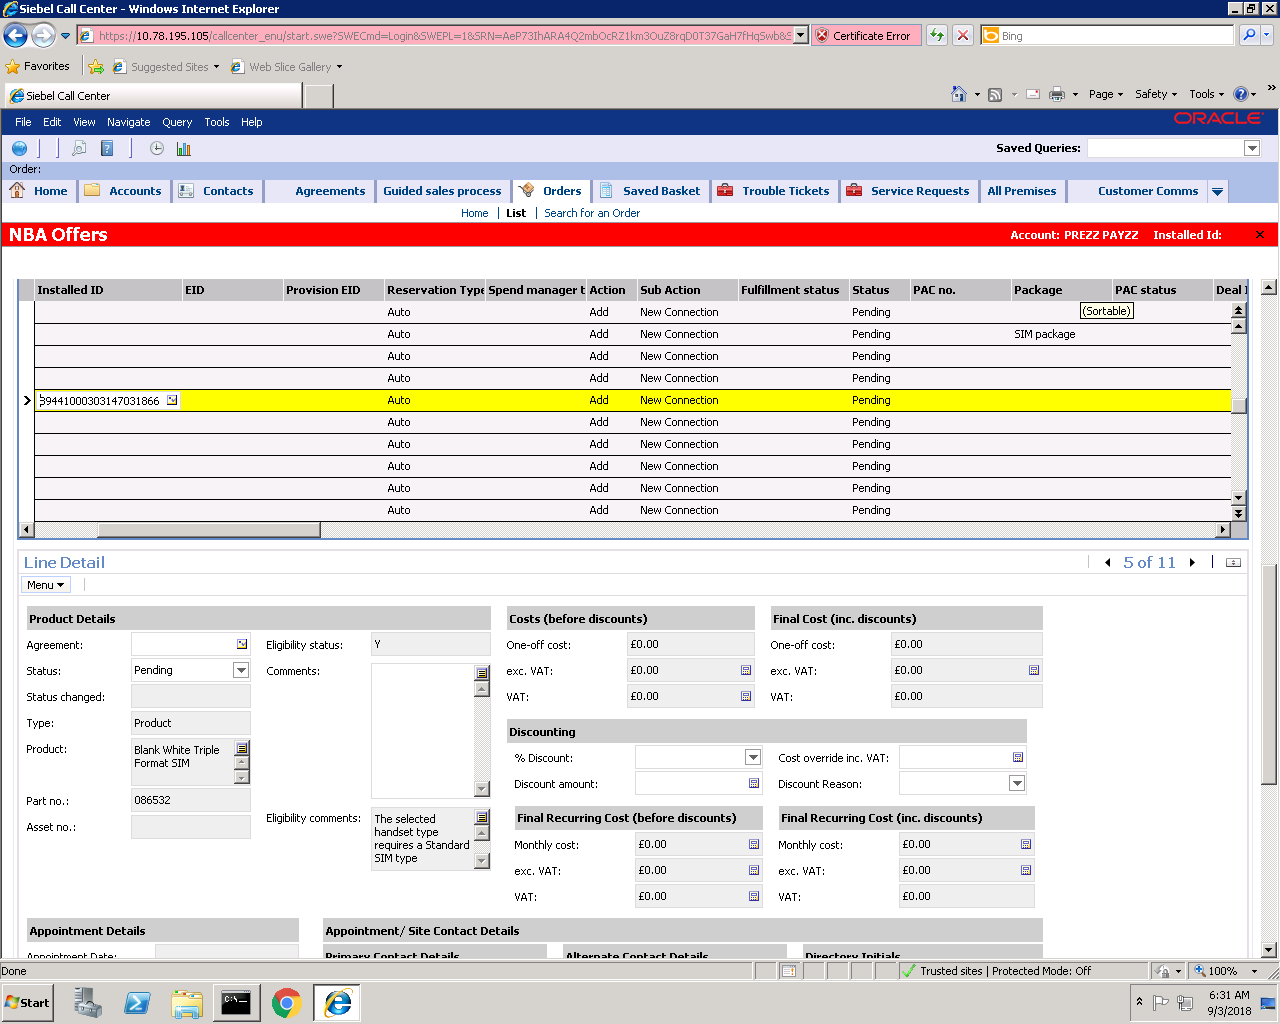 Siebel Call Center - Windows Internet Explorer
https://10.78.195.105/callcenter_enu/start.swe?SWECmd=Login&SWEPL=1&SRN=
Certificate Error
Bing
Favorites
Suggested Sites
Web Slice Gallery
Siebel Call Center
Page
Safety
Tools
File Edit View Navigate Query Tools Help
ORACLE
Saved Queries:
Order:
Home Accounts Contacts Agreements Guided sales process Orders Saved Basket Trouble Tickets Service Requests All Premises Customer Comms
Home | List | Search for an Order
NBA Offers
Account: PREZZ PAYZZ Installed Id:
Installed ID EID Provision EID Reservation Type Spend manager t Action Sub Action Fulfillment status Status PAC no. Package PAC status Deal I
Auto Add New Connection Pending
(Sortable)
Auto Add New Connection Pending SIM package
Auto Add New Connection Pending
Auto Add New Connection Pending
89441000303147031866 Auto Add New Connection Pending
Auto Add New Connection Pending
Auto Add New Connection Pending
Auto Add New Connection Pending
Auto Add New Connection Pending
Auto Add New Connection Pending
Line Detail
5 of 11
Menu
Product Details
Agreement:
Status: Pending
Status changed:
Type: Product
Product: Blank White Triple
Format SIM
Part no.: 086532
Asset no.:
Eligibility status: Y
Comments:
Eligibility comments: The selected
handset type
requires a Standard
SIM type
Costs (before discounts)
One-off cost: £0.00
exc. VAT: £0.00
VAT: £0.00
Final Cost (inc. discounts)
One-off cost: £0.00
exc. VAT: £0.00
VAT: £0.00
Discounting
% Discount:
Cost override inc. VAT:
Discount amount:
Discount Reason:
Final Recurring Cost (before discounts)
Monthly cost: £0.00
exc. VAT: £0.00
VAT: £0.00
Final Recurring Cost (inc. discounts)
Monthly cost: £0.00
exc. VAT: £0.00
VAT: £0.00
Appointment Details
Appointment Date:
Appointment/ Site Contact Details
Primary Contact Details
Alternate Contact Details
Directory Initials
Done
Trusted sites | Protected Mode: Off
100%
Start
6:31 AM
9/3/2018